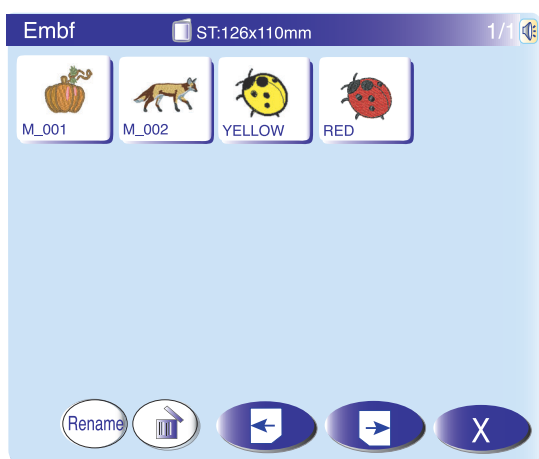 Embf ST:126x110mm 1/1
M_001 M_002 YELLOW RED
Rename X